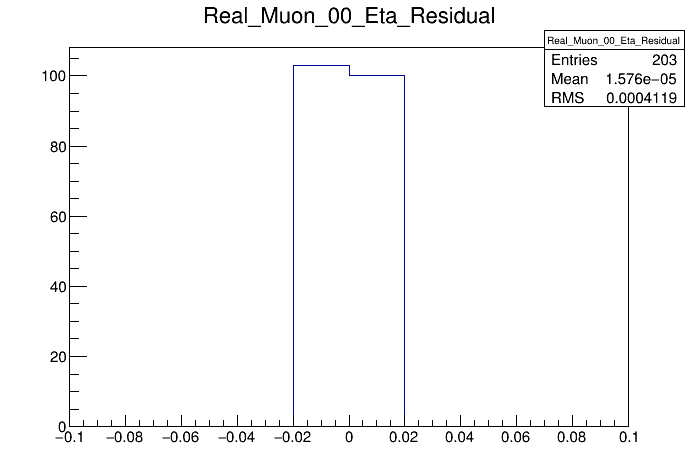 Real_Muon_00_Eta_Residual
Real_Muon_00_Eta_Residual
Entries 203
Mean 1.576e−05
RMS 0.0004119
100
80
60
40
20
0
−0.1 −0.08 −0.06 −0.04 −0.02 0 0.02 0.04 0.06 0.08 0.1